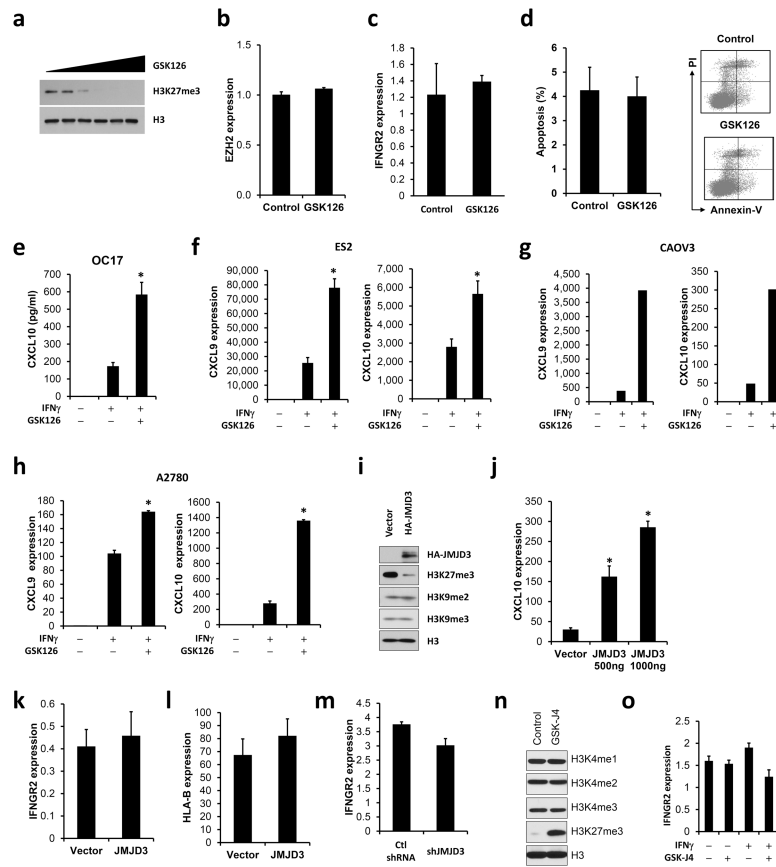 a
GSK126
H3K27me3
H3
b
EZH2 expression
1.0
0.5
0.0
Control GSK126
c
IFNGR2 expression
1.8
1.6
1.4
1.2
1.0
0.8
0.6
0.4
0.2
0
Control GSK126
d
Apoptosis (%)
6
5
4
3
2
1
0
Control GSK126
Control
PI
GSK126
Annexin-V
e
OC17
CXCL10 (pg/ml)
700
600
500
400
300
200
100
0
*
IFNγ − + +
GSK126 − − +
f
ES2
CXCL9 expression
90,000
80,000
70,000
60,000
50,000
40,000
30,000
20,000
10,000
0
*
IFNγ − + +
GSK126 − − +
CXCL10 expression
7,000
6,000
5,000
4,000
3,000
2,000
1,000
0
*
− + +
− − +
g
CAOV3
CXCL9 expression
4,500
4,000
3,500
3,000
2,500
2,000
1,500
1,000
500
0
IFNγ − + +
GSK126 − − +
CXCL10 expression
350
300
250
200
150
100
50
0
− + +
− − +
h
A2780
CXCL9 expression
180
160
140
120
100
80
60
40
20
0
*
IFNγ − + +
GSK126 − − +
CXCL10 expression
1600
1400
1200
1000
800
600
400
200
0
*
− + +
− − +
i
Vector
HA-JMJD3
HA-JMJD3
H3K27me3
H3K9me2
H3K9me3
H3
j
CXCL10 expression
350
300
250
200
150
100
50
0
*
*
Vector JMJD3 JMJD3
500ng 1000ng
k
IFNGR2 expression
0.6
0.5
0.4
0.3
0.2
0.1
0
Vector JMJD3
l
HLA-B expression
100
90
80
70
60
50
40
30
20
10
0
Vector JMJD3
m
IFNGR2 expression
4.5
4
3.5
3
2.5
2
1.5
1
0.5
0
Ctl shJMJD3
shRNA
n
Control
GSK-J4
H3K4me1
H3K4me2
H3K4me3
H3K27me3
H3
o
IFNGR2 expression
2.5
2
1.5
1
0.5
0
IFNγ − − + +
GSK-J4 − + − +